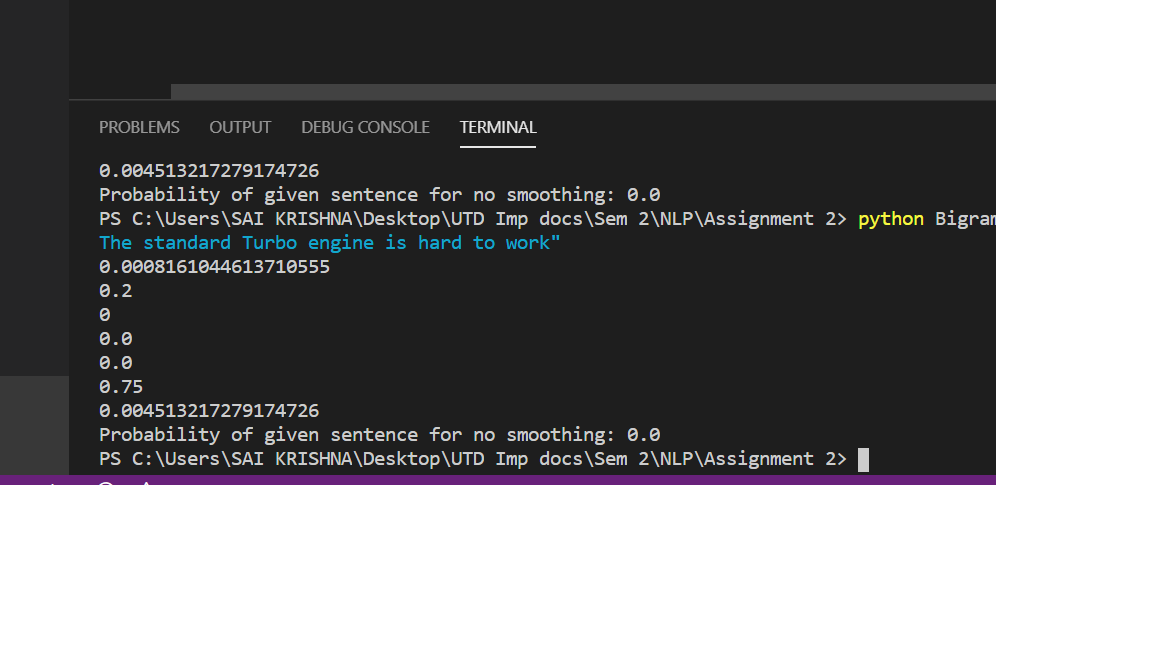 PROBLEMS OUTPUT DEBUG CONSOLE TERMINAL
0.004513217279174726
Probability of given sentence for no smoothing: 0.0
PS C:\Users\SAI KRISHNA\Desktop\UTD Imp docs\Sem 2\NLP\Assignment 2> python Bigram
The standard Turbo engine is hard to work"
0.0008161044613710555
0.2
0
0.0
0.0
0.75
0.004513217279174726
Probability of given sentence for no smoothing: 0.0
PS C:\Users\SAI KRISHNA\Desktop\UTD Imp docs\Sem 2\NLP\Assignment 2>